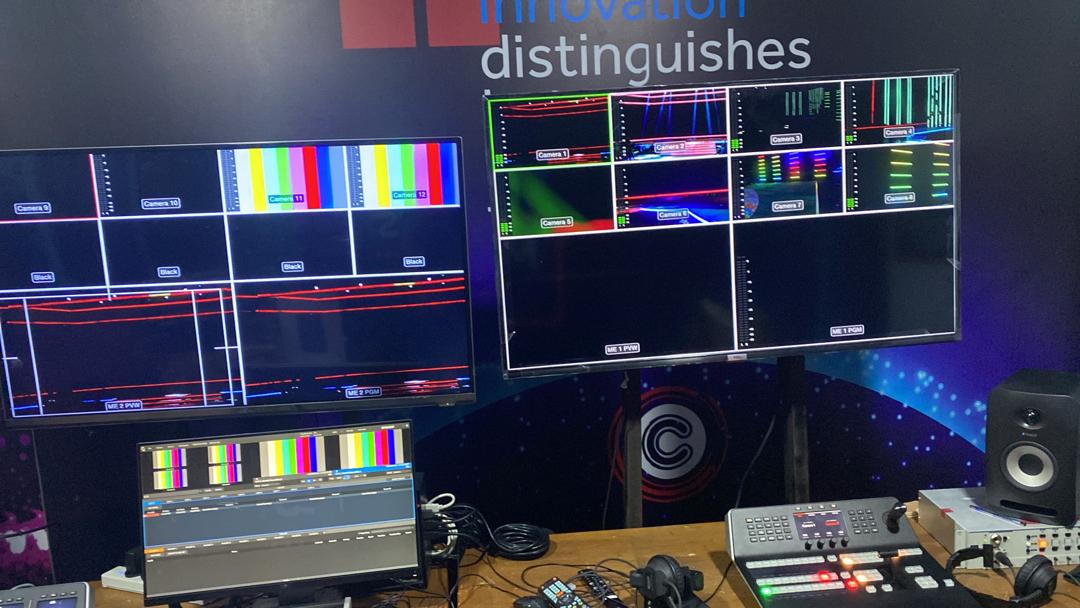 innovation
distinguishes
Camera 1
Camera 2
Camera 3
Camera 4
Camera 5
Camera 6
Camera 7
Camera 8
ME 1 PVW
ME 1 PGM
Camera 9
Camera 10
Camera 11
Camera 12
Black
Black
Black
Black
ME 2 PVW
ME 2 PGM
C